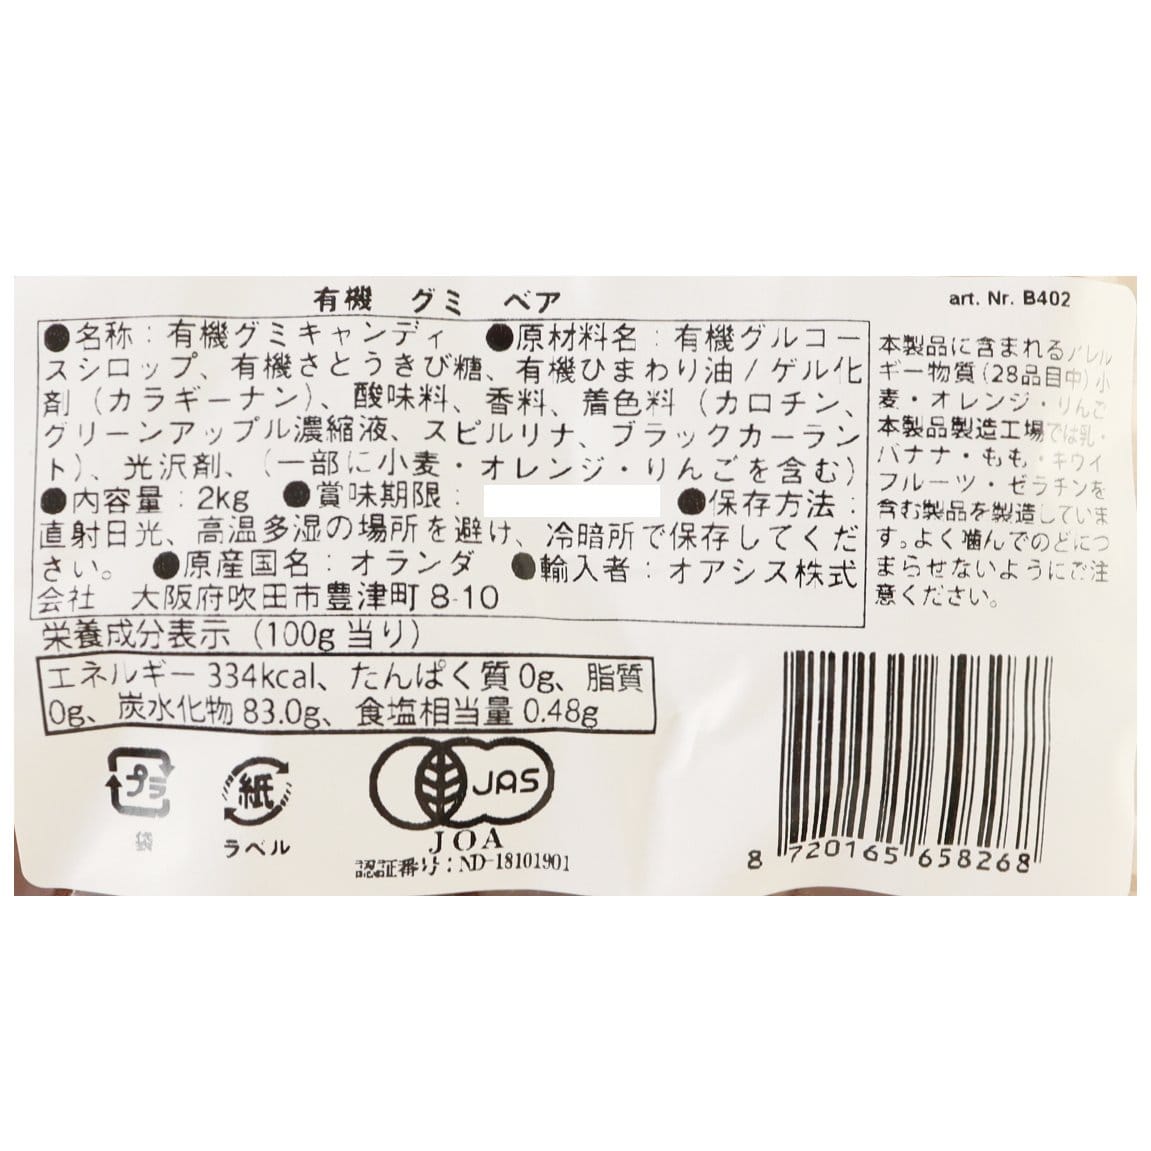 有機 グミ ベア
art. Nr. B402
●名称:有機グミキャンディ ●原材料名:有機グルコー
スシロップ、有機さとうきび糖、有機ひまわり油/ゲル化
剤(カラギーナン)、酸味料、香料、着色料(カロチン、
グリーンアップル濃縮液、スピルリナ、ブラックカーラン
ト)、光沢剤、(一部に小麦・オレンジ・りんごを含む)
●内容量:2kg ●賞味期限: ●保存方法:
直射日光、高温多湿の場所を避け、冷暗所で保存してくだ
さい。 ●原産国名:オランダ ●輸入者:オアシス株式
会社 大阪府吹田市豊津町8-10
本製品に含まれるアレル
ギー物質(28品目中)小
麦・オレンジ・りんご
本製品製造工場では乳・
バナナ・もも・キウイ
フルーツ・ゼラチンを
含む製品を製造していま
す。よく噛んでのどにつ
まらせないようにご注
意ください。
栄養成分表示(100g当り)
エネルギー334kcal、たんぱく質0g、脂質
0g、炭水化物83.0g、食塩相当量0.48g
プラ
袋
紙
ラベル
JAS
JOA
認証番号:ND-18101901
8 720165 658268